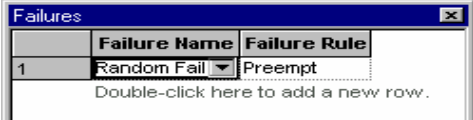 Failures
Failure Name Failure Rule
1 Random Fail Preempt
Double-click here to add a new row.